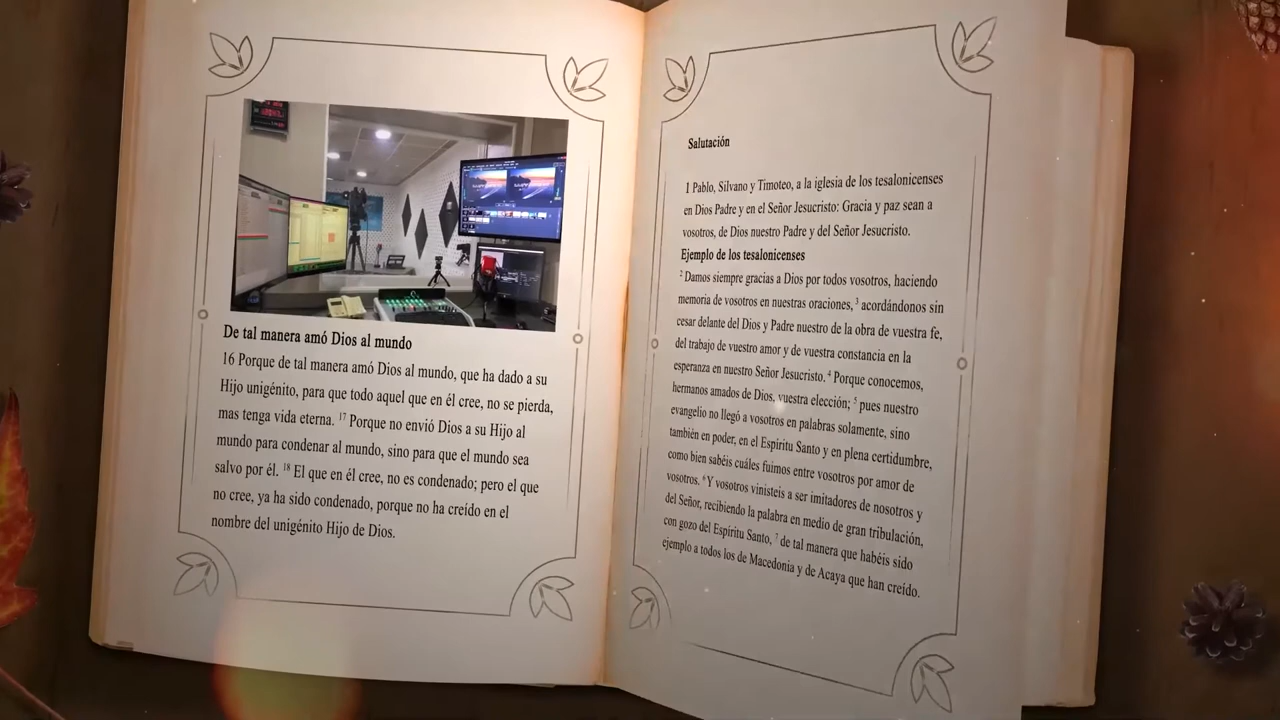 De tal manera amó Dios al mundo
16 Porque de tal manera amó Dios al mundo, que ha dado a su
Hijo unigénito, para que todo aquel que en él cree, no se pierda,
mas tenga vida eterna. 17 Porque no envió Dios a su Hijo al
mundo para condenar al mundo, sino para que el mundo sea
salvo por él. 18 El que en él cree, no es condenado; pero el que
no cree, ya ha sido condenado, porque no ha creído en el
nombre del unigénito Hijo de Dios.
Salutación
1 Pablo, Silvano y Timoteo, a la iglesia de los tesalonicenses
en Dios Padre y en el Señor Jesucristo: Gracia y paz sean a
vosotros, de Dios nuestro Padre y del Señor Jesucristo.
Ejemplo de los tesalonicenses
2 Damos siempre gracias a Dios por todos vosotros, haciendo
memoria de vosotros en nuestras oraciones, 3 acordándonos sin
cesar delante del Dios y Padre nuestro de la obra de vuestra fe,
del trabajo de vuestro amor y de vuestra constancia en la
esperanza en nuestro Señor Jesucristo. 4 Porque conocemos,
hermanos amados de Dios, vuestra elección; 5 pues nuestro
evangelio no llegó a vosotros en palabras solamente, sino
también en poder, en el Espíritu Santo y en plena certidumbre,
como bien sabéis cuáles fuimos entre vosotros por amor de
vosotros. 6 Y vosotros vinisteis a ser imitadores de nosotros y
del Señor, recibiendo la palabra en medio de gran tribulación,
con gozo del Espíritu Santo, 7 de tal manera que habéis sido
ejemplo a todos los de Macedonia y de Acaya que han creído.